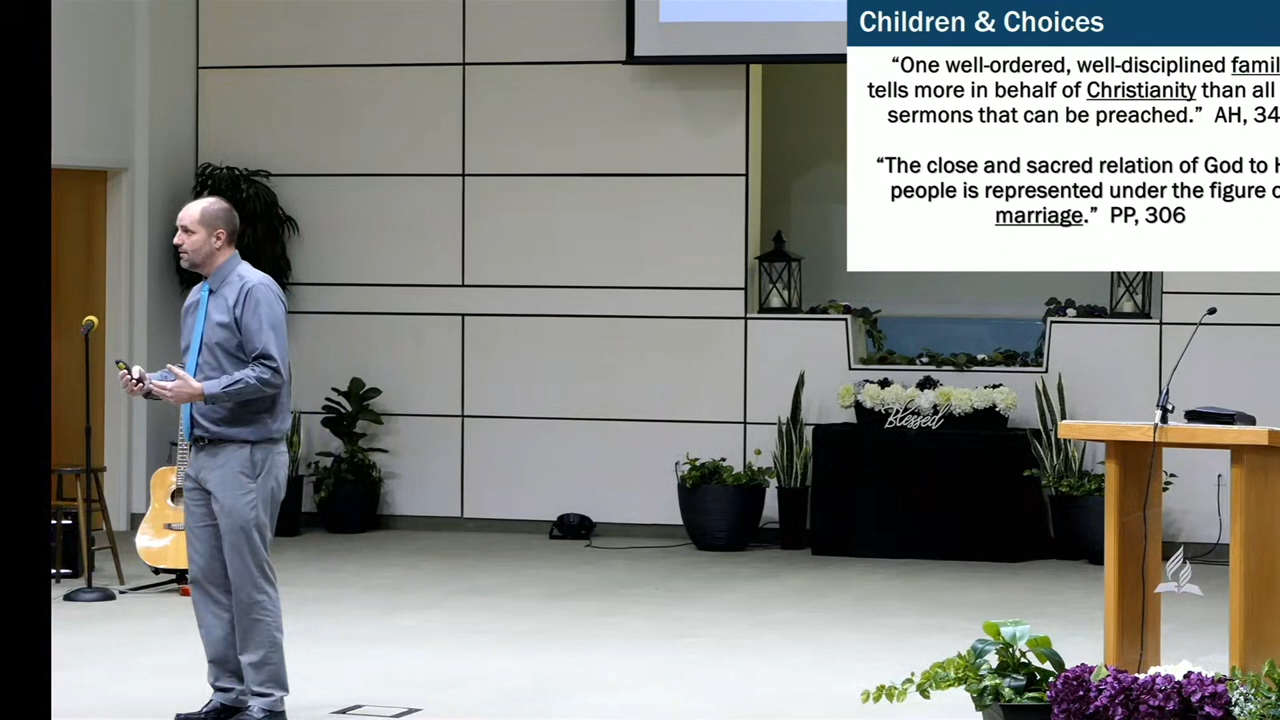 Children & Choices
“One well-ordered, well-disciplined
tells more in behalf of Christianity than all
sermons that can be preached.” AH,
“The close and sacred relation of God to
people is represented under the figure
marriage.” PP, 306
Blessed